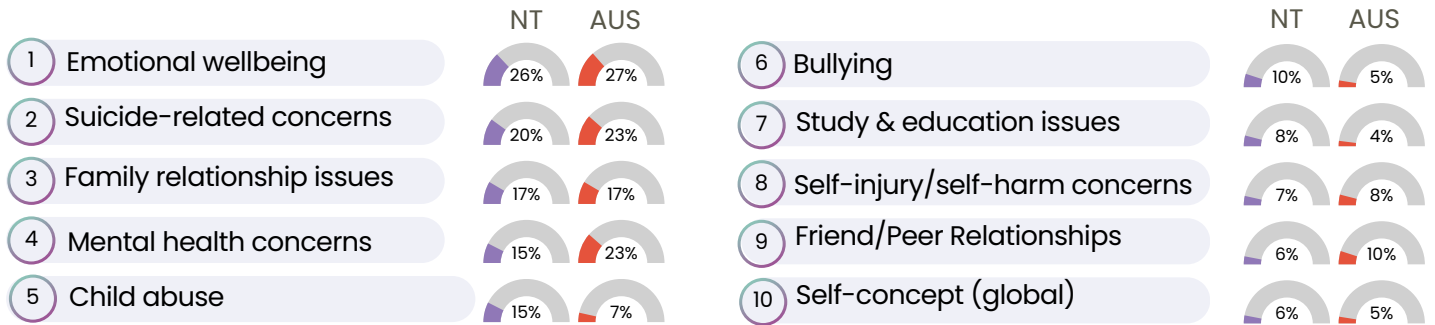 NT AUS
1 Emotional wellbeing 26% 27%
2 Suicide-related concerns 20% 23%
3 Family relationship issues 17% 17%
4 Mental health concerns 15% 23%
5 Child abuse 15% 7%
NT AUS
6 Bullying 10% 5%
7 Study & education issues 8% 4%
8 Self-injury/self-harm concerns 7% 8%
9 Friend/Peer Relationships 6% 10%
10 Self-concept (global) 6% 5%